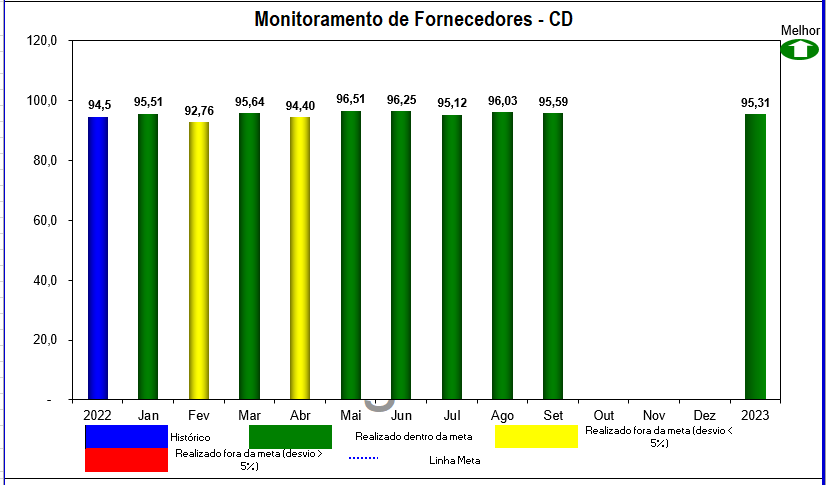 Monitoramento de Fornecedores - CD
Melhor
120,0
100,0
80,0
60,0
40,0
20,0
-
94,5 95,51 92,76 95,64 94,40 96,51 96,25 95,12 96,03 95,59 95,31
2022 Jan Fev Mar Abr Mai Jun Jul Ago Set Out Nov Dez 2023
Histórico
Realizado dentro da meta
Realizado fora da meta (desvio <
5%)
Realizado fora da meta (desvio >
5%)
Linha Meta